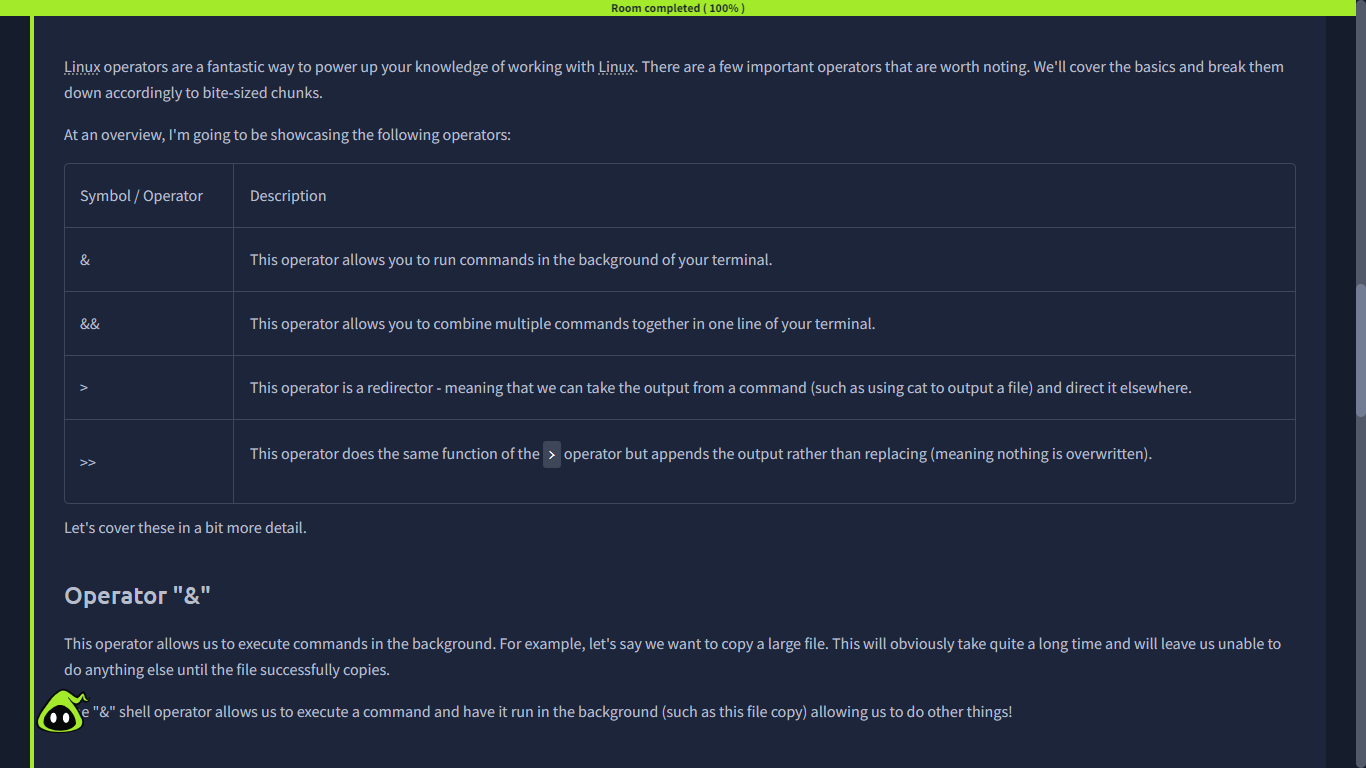 Room completed ( 100% )
Linux operators are a fantastic way to power up your knowledge of working with Linux. There are a few important operators that are worth noting. We'll cover the basics and break them
down accordingly to bite-sized chunks.
At an overview, I'm going to be showcasing the following operators:
Symbol / Operator Description
& This operator allows you to run commands in the background of your terminal.
&& This operator allows you to combine multiple commands together in one line of your terminal.
> This operator is a redirector - meaning that we can take the output from a command (such as using cat to output a file) and direct it elsewhere.
>> This operator does the same function of the > operator but appends the output rather than replacing (meaning nothing is overwritten).
Let's cover these in a bit more detail.
Operator "&"
This operator allows us to execute commands in the background. For example, let's say we want to copy a large file. This will obviously take quite a long time and will leave us unable to
do anything else until the file successfully copies.
"&" shell operator allows us to execute a command and have it run in the background (such as this file copy) allowing us to do other things!